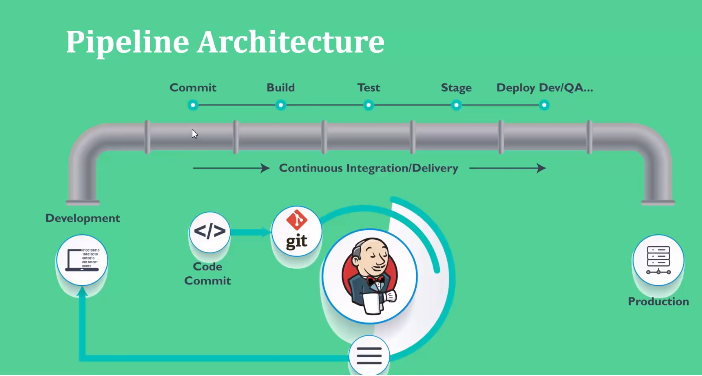 Pipeline Architecture
Commit
Build
Test
Stage
Deploy Dev/QA...
Continuous Integration/Delivery
Development
</>
git
Code
Commit
Production